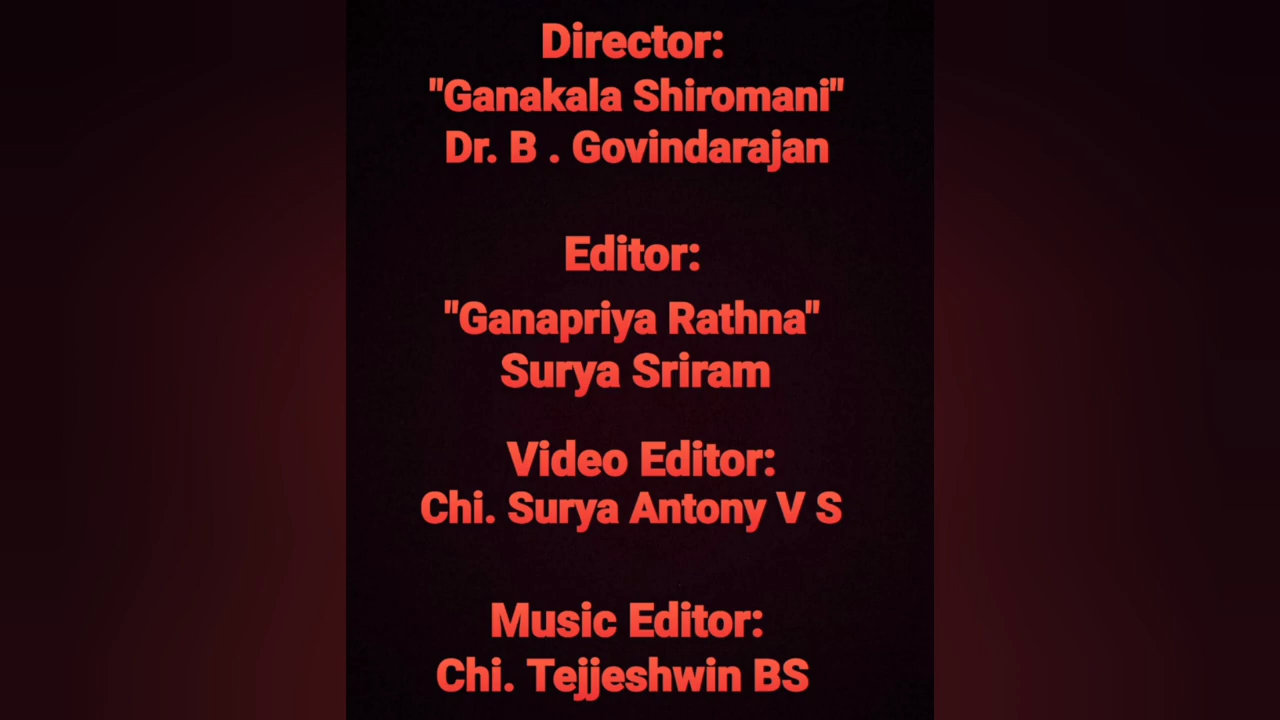 Director:
"Ganakala Shiromani"
Dr. B . Govindarajan
Editor:
"Ganapriya Rathna"
Surya Sriram
Video Editor:
Chi. Surya Antony V S
Music Editor:
Chi. Tejjeshwin BS